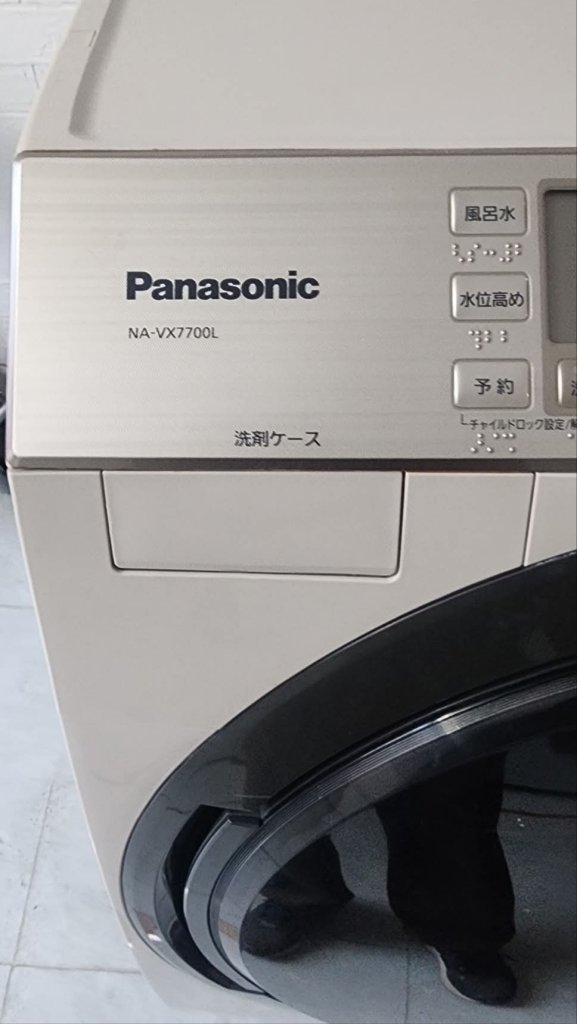 Panasonic
NA-VX7700L
洗剤ケース
風呂水
水位高め
予約
チャイルドロック設定/解